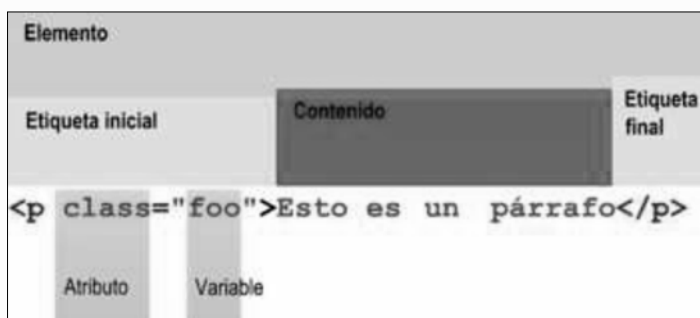 Elemento
Etiqueta inicial
Contenido
Etiqueta
final
<p class="foo">Esto es un párrafo</p>
Atributo
Variable